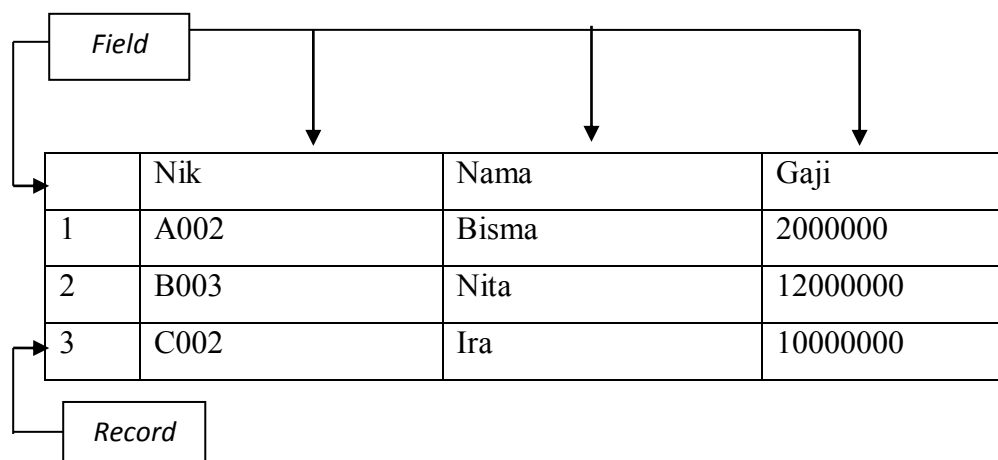 Field
Nik Nama Gaji
1 A002 Bisma 2000000
2 B003 Nita 12000000
3 C002 Ira 10000000
Record